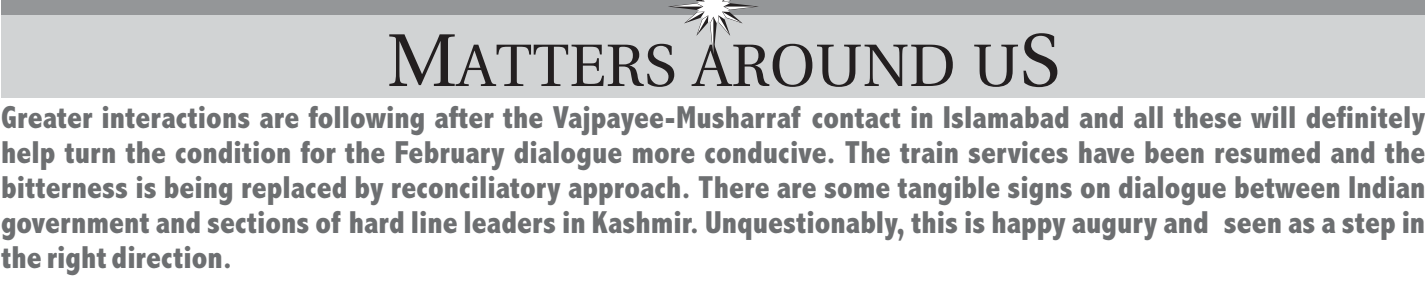 MATTERS AROUND US
Greater interactions are following after the Vajpayee-Musharraf contact in Islamabad and all these will definitely
help turn the condition for the February dialogue more conducive. The train services have been resumed and the
bitterness is being replaced by reconciliatory approach. There are some tangible signs on dialogue between Indian
government and sections of hard line leaders in Kashmir. Unquestionably, this is happy augury and seen as a step in
the right direction.